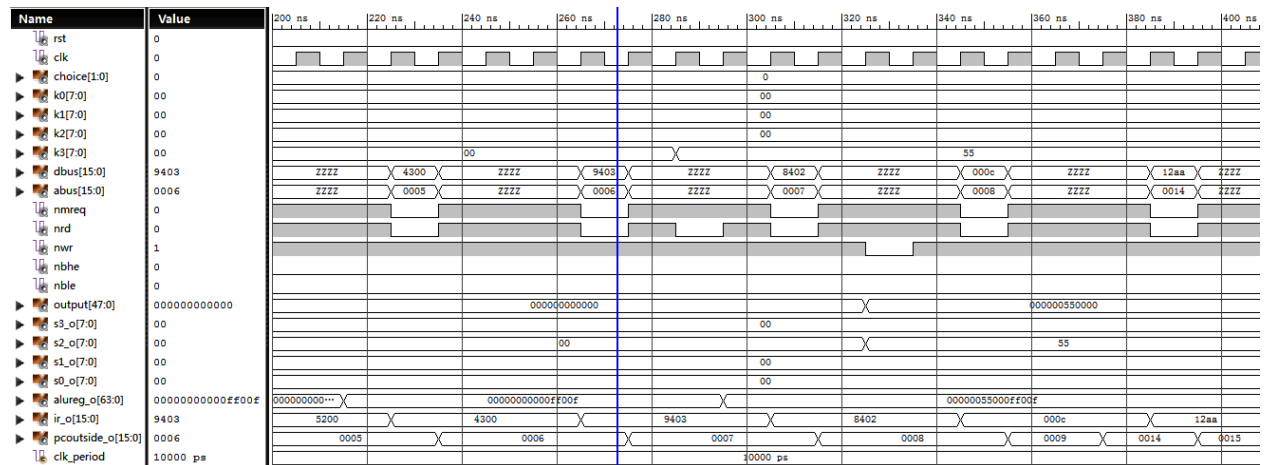 Name Value 200 ns 220 ns 240 ns 260 ns 280 ns 300 ns 320 ns 340 ns 360 ns 380 ns 400 ns
rst 0
clk 0
choice[1:0] 0 0
k0[7:0] 00 00
k1[7:0] 00 00
k2[7:0] 00 00
k3[7:0] 00 00 55
dbus[15:0] 9403 ZZZZ 4300 ZZZZ 9403 ZZZZ 8402 ZZZZ 000c ZZZZ 12aa ZZZZ
abus[15:0] 0006 ZZZZ 0005 ZZZZ 0006 ZZZZ 0007 ZZZZ 0008 ZZZZ 0014 ZZZZ
nmreq 0
nrd 0
nwr 1
nbhe 0
nble 0
output[47:0] 000000000000 000000000000 000000550000
s3_o[7:0] 00 00
s2_o[7:0] 00 00 55
s1_o[7:0] 00 00
s0_o[7:0] 00 00
alureg_o[63:0] 00000000000ff00f 000000000··· 00000000000ff00f 00000055000ff00f
ir_o[15:0] 9403 5200 4300 9403 8402 000c 12aa
pcoutside_o[15:0] 0006 0005 0006 0007 0008 0009 0014 0015
clk_period 10000 ps 10000 ps